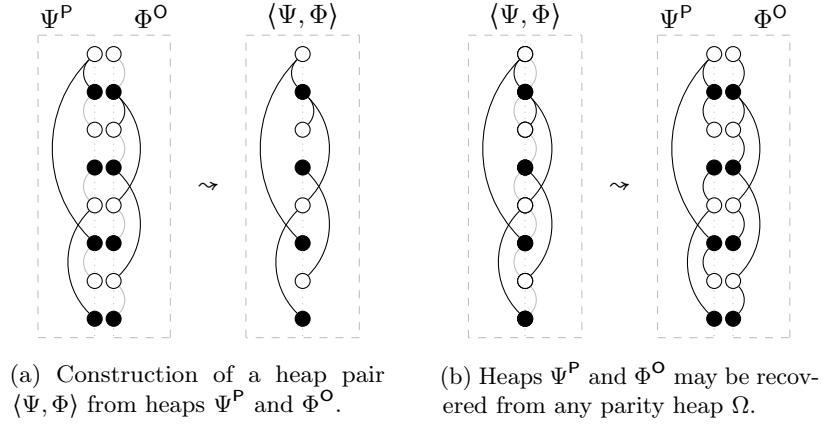 Ψ^P Φ^O ⟨Ψ, Φ⟩ ⟨Ψ, Φ⟩ Ψ^P Φ^O
⇝ ⇝
(a) Construction of a heap pair
⟨Ψ, Φ⟩ from heaps Ψ^P and Φ^O.
(b) Heaps Ψ^P and Φ^O may be recov-
ered from any parity heap Ω.